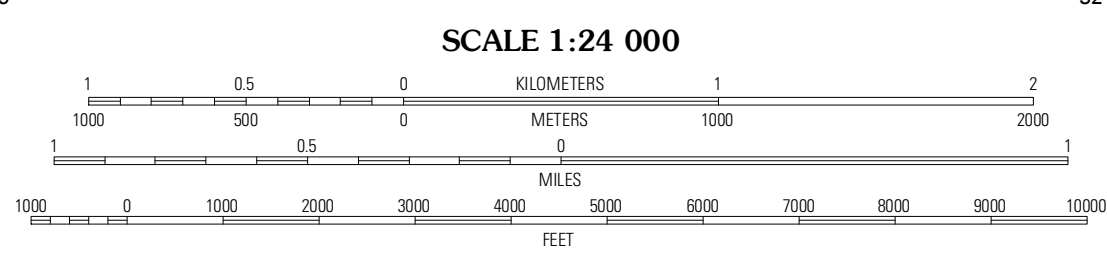 SCALE 1:24 000
1 0.5 0 KILOMETERS 1 2
1000 500 0 METERS 1000 2000
1 0.5 0 1
MILES
1000 0 1000 2000 3000 4000 5000 6000 7000 8000 9000 10000
FEET